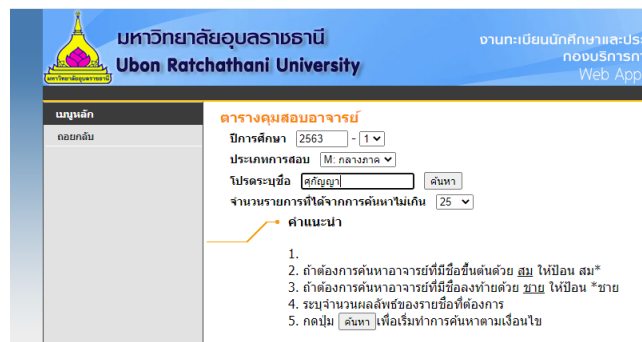 มหาวิทยาลัยอุบลราชธานี
Ubon Ratchathani University
งานทะเบียนนักศึกษาและประ
กองบริการกา
Web App
เมนูหลัก
ถอยกลับ
ตารางคุมสอบอาจารย์
ปีการศึกษา 2563 - 1
ประเภทการสอบ M: กลางภาค
โปรดระบุชื่อ ศุกัญญา ค้นหา
จำนวนรายการที่ได้จากการค้นหาไม่เกิน 25
คำแนะนำ
1.
2. ถ้าต้องการค้นหาอาจารย์ที่มีชื่อขึ้นต้นด้วย สม ให้ป้อน สม*
3. ถ้าต้องการค้นหาอาจารย์ที่มีชื่อลงท้ายด้วย ชาย ให้ป้อน *ชาย
4. ระบุจำนวนผลลัพธ์ของรายชื่อที่ต้องการ
5. กดปุ่ม ค้นหา เพื่อเริ่มทำการค้นหาตามเงื่อนไข